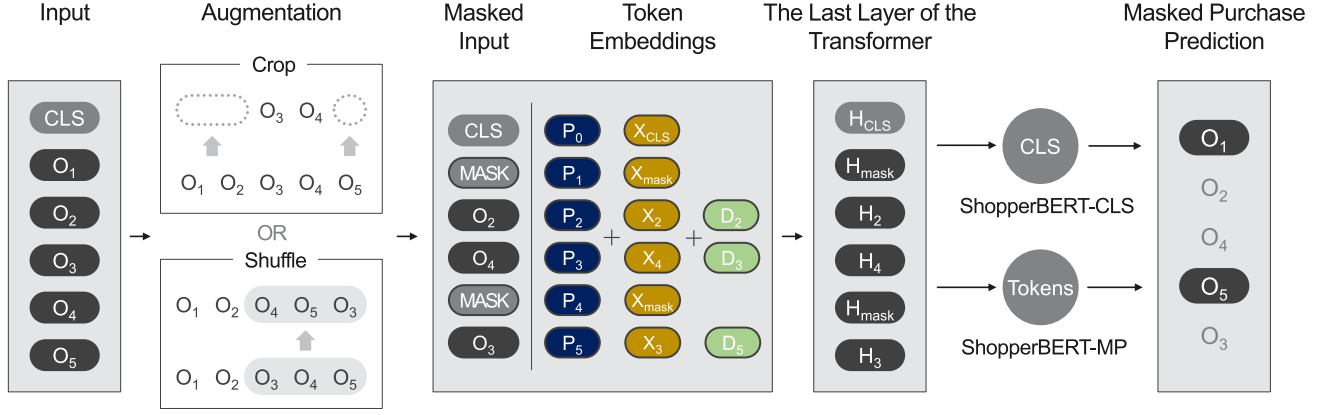 Input
Augmentation
Masked
Input
Token
Embeddings
The Last Layer of the
Transformer
Masked Purchase
Prediction
CLS
O1
O2
O3
O4
O5
Crop
O3 O4
O1 O2 O3 O4 O5
OR
Shuffle
O1 O2 O4 O5 O3
O1 O2 O3 O4 O5
CLS P0 XCLS
MASK P1 Xmask
O2 P2 X2 D2
+ +
O4 P3 X4 D3
MASK P4 Xmask
O3 P5 X3 D5
HCLS
Hmask
H2
H4
Hmask
H3
CLS
ShopperBERT-CLS
Tokens
ShopperBERT-MP
O1
O2
O4
O5
O3